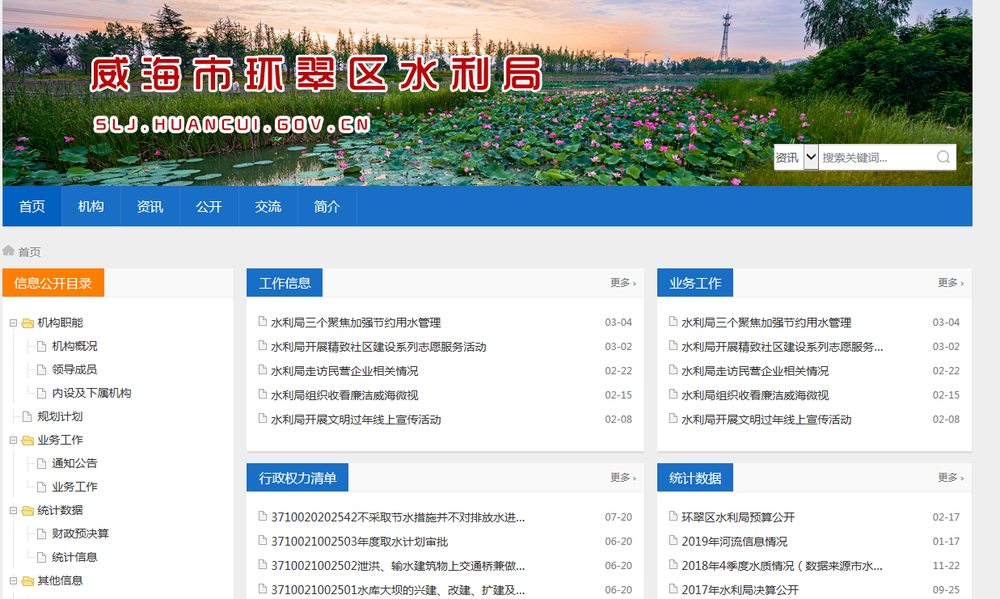 威海市环翠区水利局
SLJ.HUANCUI.GOV.CN
资讯 搜索关键词...
首页 机构 资讯 公开 交流 简介
首页
信息公开目录
机构职能
机构概况
领导成员
内设及下属机构
规划计划
业务工作
通知公告
业务工作
统计数据
财政预决算
统计信息
其他信息
工作信息 更多 ›
水利局三个聚焦加强节约用水管理 03-04
水利局开展精致社区建设系列志愿服务活动 03-02
水利局走访民营企业相关情况 02-22
水利局组织收看廉洁威海微视 02-15
水利局开展文明过年线上宣传活动 02-08
业务工作 更多 ›
水利局三个聚焦加强节约用水管理 03-04
水利局开展精致社区建设系列志愿服务... 03-02
水利局走访民营企业相关情况 02-22
水利局组织收看廉洁威海微视 02-15
水利局开展文明过年线上宣传活动 02-08
行政权力清单 更多 ›
3710020202542不采取节水措施并不对排放水进... 07-20
3710021002503年度取水计划审批 06-20
3710021002502泄洪、输水建筑物上交通桥兼做... 06-20
3710021002501水库大坝的兴建、改建、扩建及... 06-20
统计数据 更多 ›
环翠区水利局预算公开 02-17
2019年河流信息情况 01-17
2018年4季度水质情况（数据来源市水... 11-22
2017年水利局决算公开 09-25